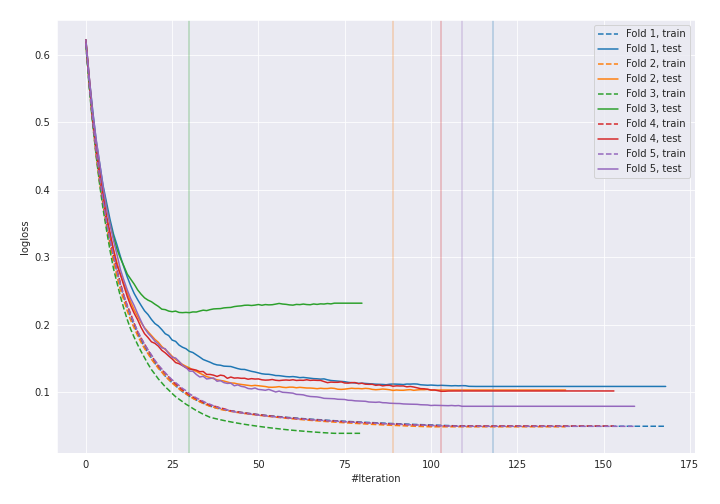 0.6
0.5
0.4
0.3
0.2
0.1
logloss
0
25
50
75
100
125
150
175
#Iteration
Fold 1, train
Fold 1, test
Fold 2, train
Fold 2, test
Fold 3, train
Fold 3, test
Fold 4, train
Fold 4, test
Fold 5, train
Fold 5, test